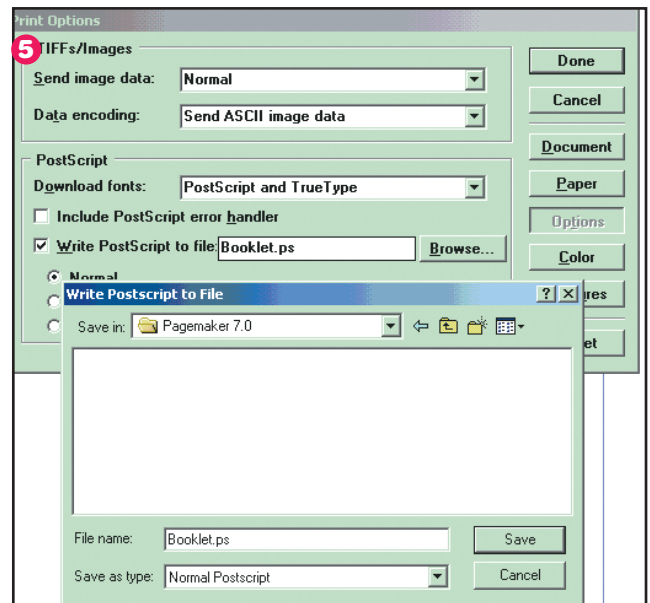 Print Options
5
TIFFs/Images
Send image data: Normal
Data encoding: Send ASCII image data
Done
Cancel
Document
Paper
Options
Color
PostScript
Download fonts: PostScript and TrueType
Include PostScript error handler
Write PostScript to file: Booklet.ps Browse...
Normal
res
et
Write Postscript to File ? X
Save in: Pagemaker 7.0
File name: Booklet.ps Save
Save as type: Normal Postscript Cancel